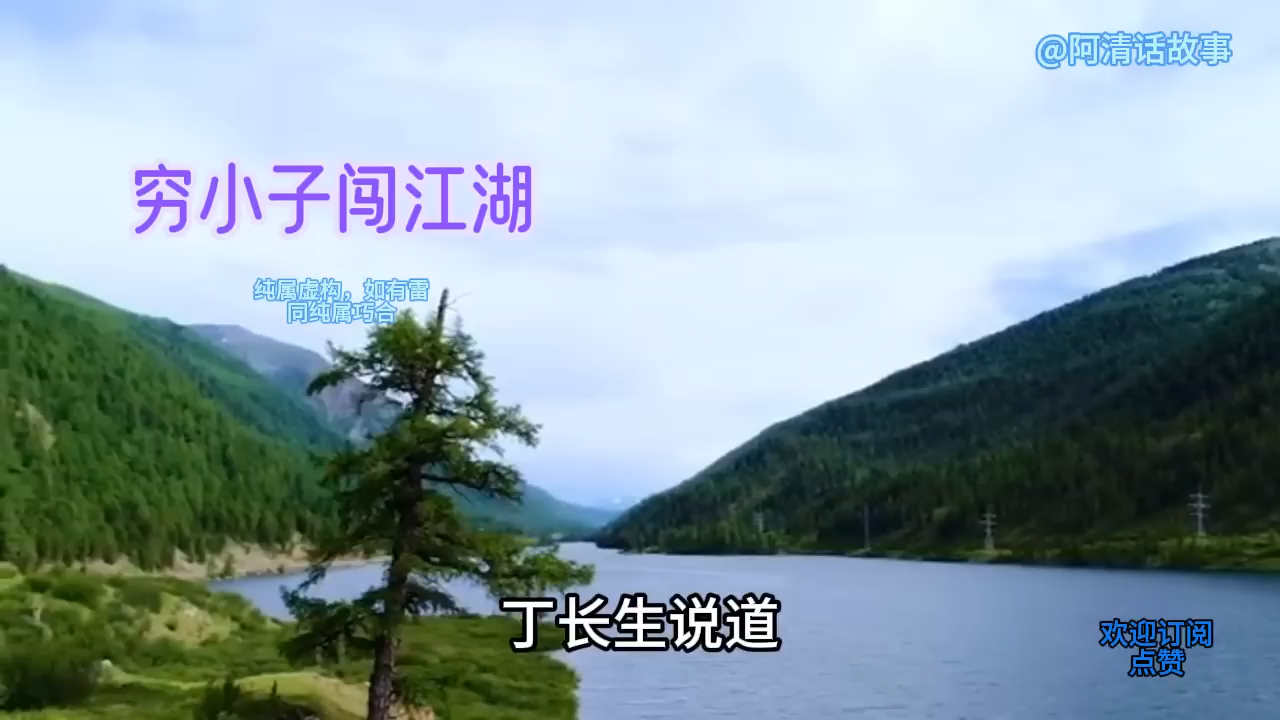 @阿清话故事
穷小子闯江湖
纯属虚构，如有雷
同纯属巧合
丁长生说道
欢迎订阅
点赞